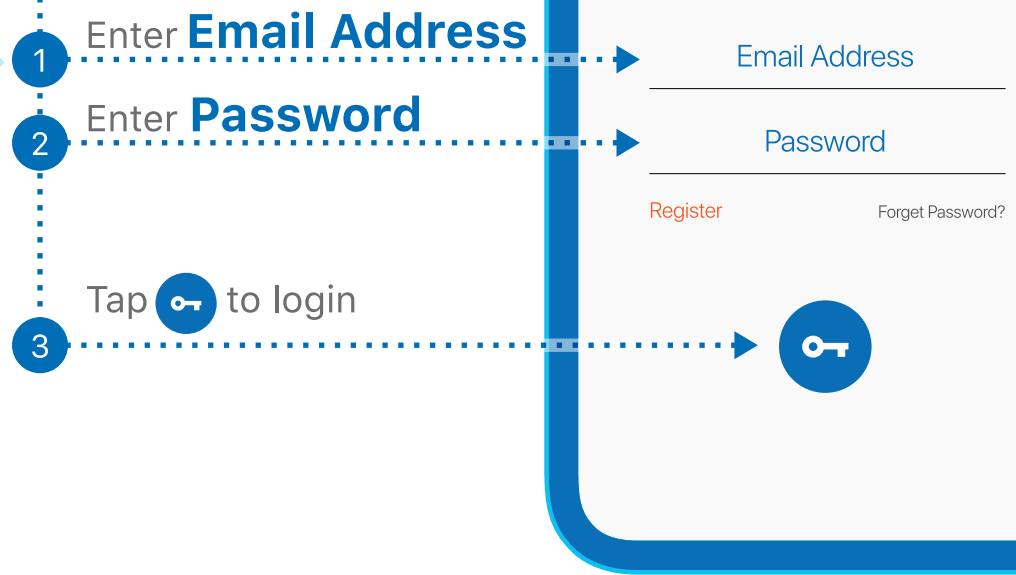 1 Enter Email Address
Email Address
2 Enter Password
Password
Register Forget Password?
Tap to login
3